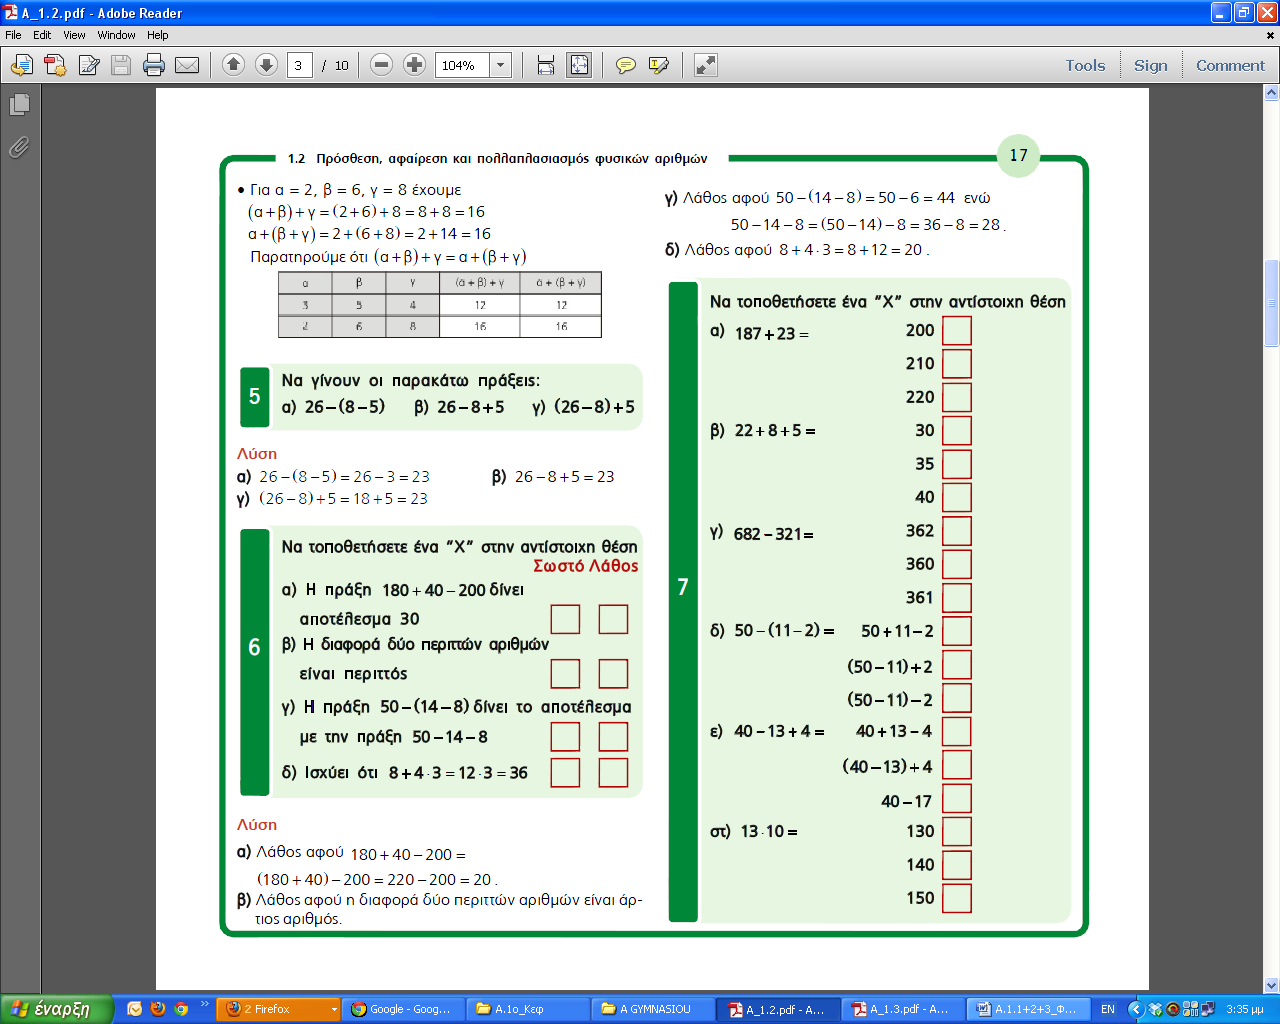 A_1.2.pdf - Adobe Reader
File Edit View Window Help
3 / 10 104% Tools Sign Comment
1.2 Πρόσθεση, αφαίρεση και πολλαπλασιασμός φυσικών αριθμών
17
• Για α = 2, β = 6, γ = 8 έχουμε
(α + β) + γ = (2 + 6) + 8 = 8 + 8 = 16
α + (β + γ) = 2 + (6 + 8) = 2 + 14 = 16
Παρατηρούμε ότι (α + β) + γ = α + (β + γ)
α β γ (α + β) + γ α + (β + γ)
3 5 4 12 12
2 6 8 16 16
5
Να γίνουν οι παρακάτω πράξεις:
α) 26 – (8 – 5) β) 26 – 8 + 5 γ) (26 – 8) + 5
Λύση
α) 26 – (8 – 5) = 26 – 3 = 23 β) 26 – 8 + 5 = 23
γ) (26 – 8) + 5 = 18 + 5 = 23
6
Να τοποθετήσετε ένα "Χ" στην αντίστοιχη θέση
Σωστό Λάθος
α) Η πράξη 180 + 40 – 200 δίνει
αποτέλεσμα 30
β) Η διαφορά δύο περιττών αριθμών
είναι περιττός
γ) Η πράξη 50 – (14 – 8) δίνει το αποτέλεσμα
με την πράξη 50 – 14 – 8
δ) Ισχύει ότι 8 + 4 · 3 = 12 · 3 = 36
Λύση
α) Λάθος αφού 180 + 40 – 200 =
(180 + 40) – 200 = 220 – 200 = 20 .
β) Λάθος αφού η διαφορά δύο περιττών αριθμών είναι άρ-
τιος αριθμός.
γ) Λάθος αφού 50 – (14 – 8) = 50 – 6 = 44 ενώ
50 – 14 – 8 = (50 – 14) – 8 = 36 – 8 = 28 .
δ) Λάθος αφού 8 + 4 · 3 = 8 + 12 = 20 .
7
Να τοποθετήσετε ένα "Χ" στην αντίστοιχη θέση
α) 187 + 23 = 200
210
220
β) 22 + 8 + 5 = 30
35
40
γ) 682 – 321 = 362
360
361
δ) 50 – (11 – 2) = 50 + 11 – 2
(50 – 11) + 2
(50 – 11) – 2
ε) 40 – 13 + 4 = 40 + 13 – 4
(40 – 13) + 4
40 – 17
στ) 13 · 10 = 130
140
150
έναρξη 2 Firefox Google - Goog... A.1ο_Κεφ A GYMNASIOU A_1.2.pdf - A... A_1.3.pdf - A... A.1.1+2+3_Φ... EN 3:35 μμ